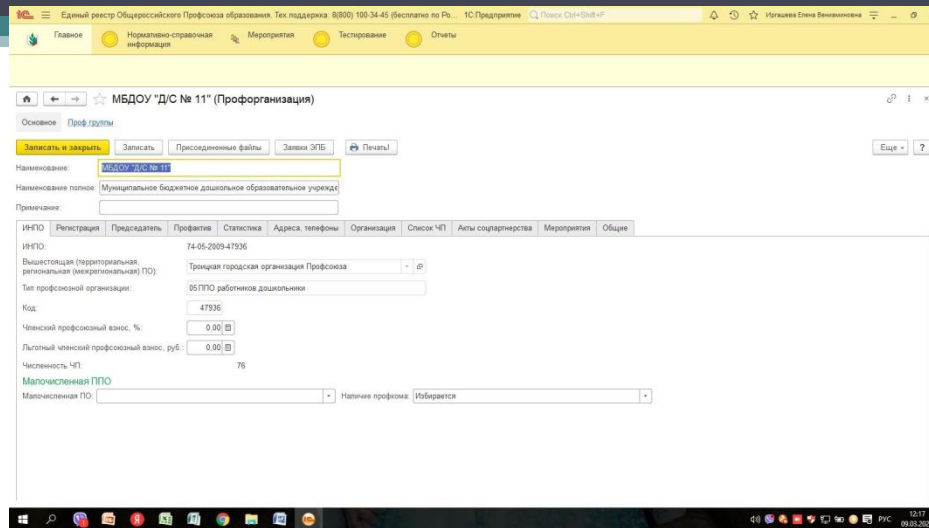 1С Единый реестр Общероссийского Профсоюза образования. Тех.поддержка: 8(800) 100-34-45 (бесплатно по Ро... 1С:Предприятие Поиск Ctrl+Shift+F Иргашева Елена Вениаминовна
Главное Нормативно-справочная информация Мероприятия Тестирование Отчеты
МБДОУ "Д/С № 11" (Профорганизация)
Основное Проф группы
Записать и закрыть Записать Присоединенные файлы Заявки ЭПБ Печать! Еще ?
Наименование: МБДОУ "Д/С № 11"
Наименование полное: Муниципальное бюджетное дошкольное образовательное учрежде
Примечание:
ИНПО Регистрация Председатель Профактив Статистика Адреса, телефоны Организация Список ЧП Акты соцпартнерства Мероприятия Общие
ИНПО: 74-05-2009-47936
Вышестоящая (территориальная,
региональная (межрегиональная) ПО): Троицкая городская организация Профсоюза
Тип профсоюзной организации: 05 ППО работников дошкольники
Код: 47936
Членский профсоюзный взнос, %: 0,00
Льготный членский профсоюзный взнос, руб.: 0,00
Численность ЧП: 76
Малочисленная ППО
Малочисленная ПО: Наличие профкома: Избирается
РУС 12:17
09.03.202